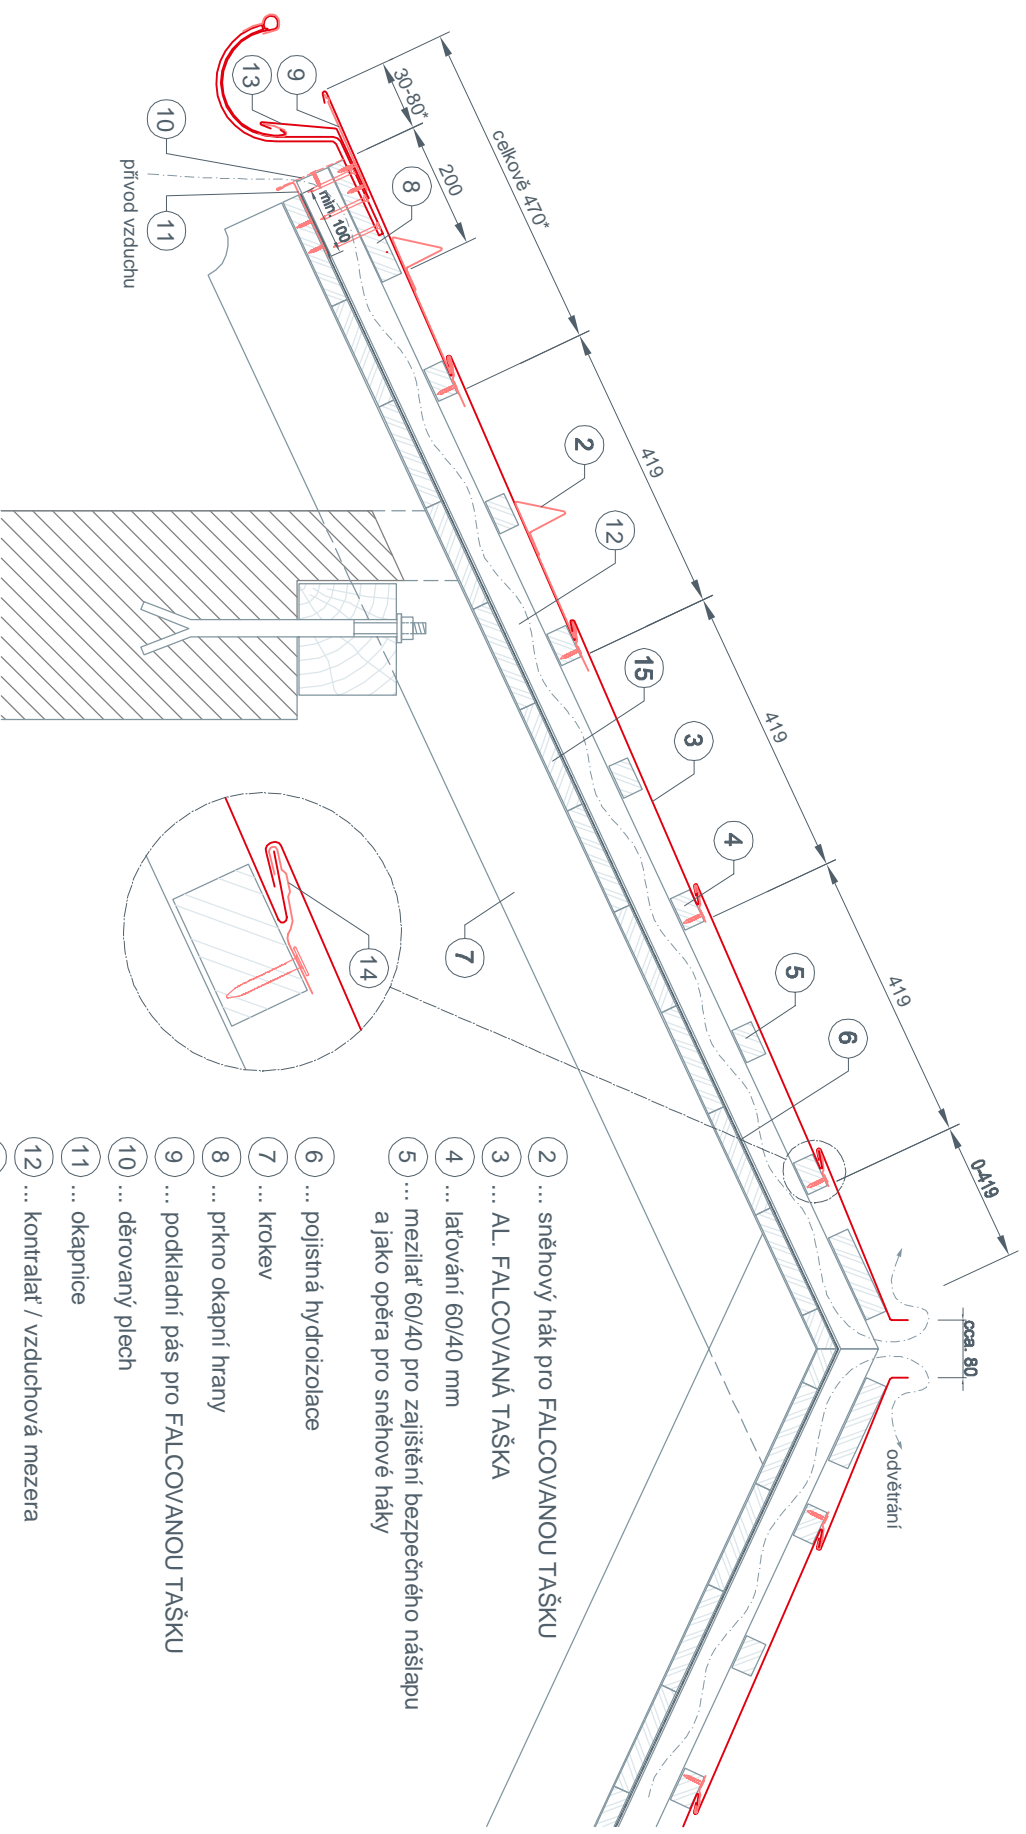 celkově 470*
30-80*
200
419
419
419
0-419
cca. 80
odvětrání
min. 100
přívod vzduchu
9
13
10
11
8
2
12
15
3
4
5
6
7
14
2 ... sněhový hák pro FALCOVANOU TAŠKU
3 ... AL. FALCOVANÁ TAŠKA
4 ... laťování 60/40 mm
5 ... mezilať 60/40 pro zajištění bezpečného nášlapu
a jako opěra pro sněhové háky
6 ... pojistná hydroizolace
7 ... krokev
8 ... prkno okapní hrany
9 ... podkladní pás pro FALCOVANOU TAŠKU
10 ... děrovaný plech
11 ... okapnice
12 ... kontralať / vzduchová mezera